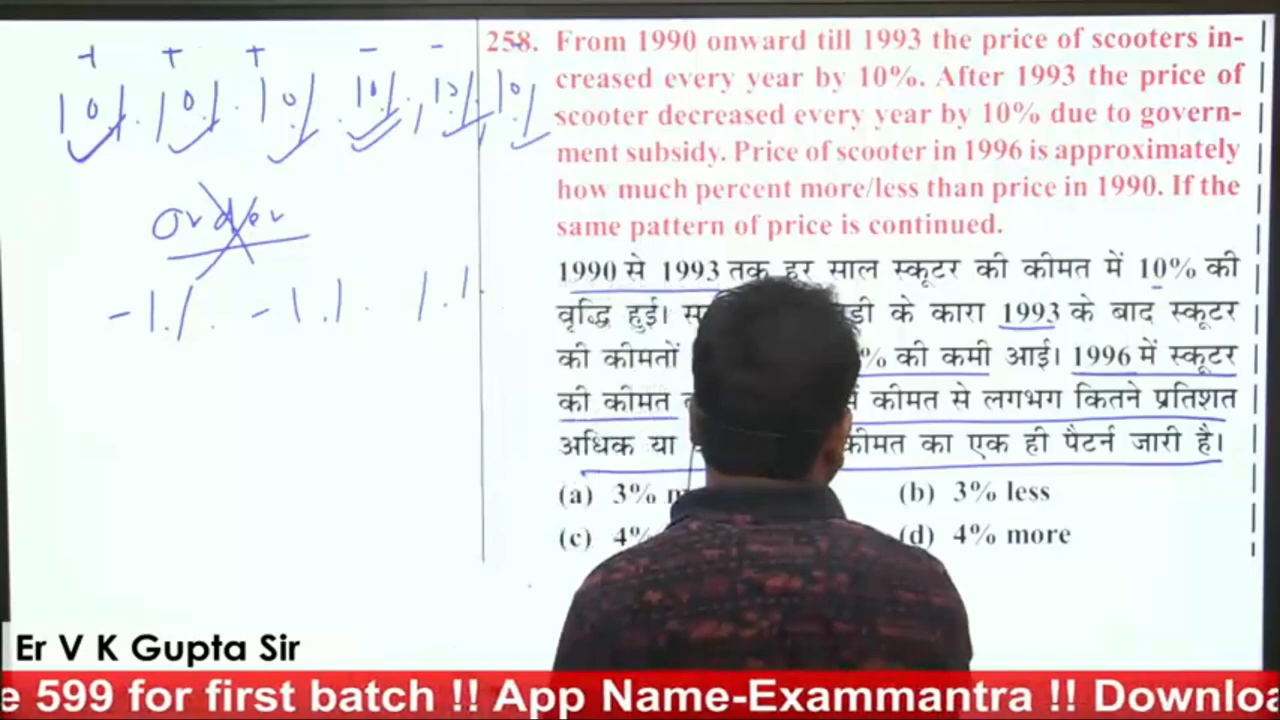 + + + - - -
10% . 10% . 10% 10% , 10% , 10%
order
-1% . -1% . 1.1
258. From 1990 onward till 1993 the price of scooters in-
creased every year by 10%. After 1993 the price of
scooter decreased every year by 10% due to govern-
ment subsidy. Price of scooter in 1996 is approximately
how much percent more/less than price in 1990. If the
same pattern of price is continued.
1990 से 1993 तक हर साल स्कूटर की कीमत में 10% की
वृद्धि हुई। डी के कारा 1993 के बाद स्कूटर
की कीमतों % की कमी आई। 1996 में स्कूटर
की कीमत कीमत से लगभग कितने प्रतिशत
अधिक या कीमत का एक ही पैटर्न जारी है।
(a) 3% (b) 3% less
(c) 4% (d) 4% more
Er V K Gupta Sir
e 599 for first batch !! App Name-Exammantra !! Downloa